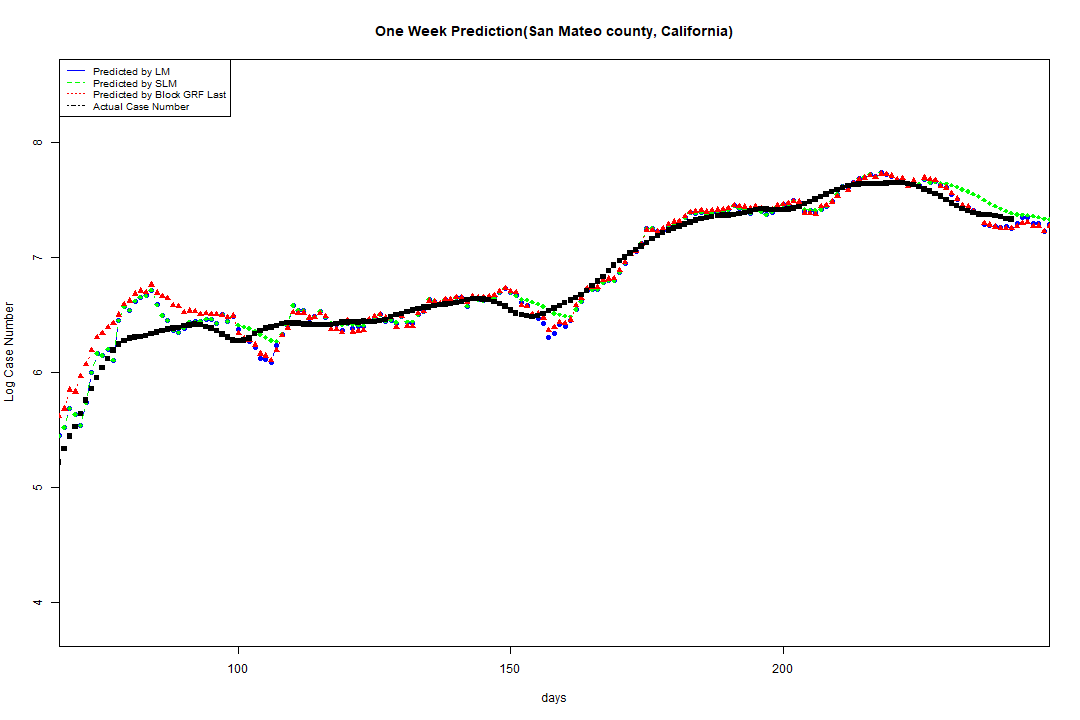 One Week Prediction(San Mateo county, California)
Predicted by LM
Predicted by SLM
Predicted by Block GRF Last
Actual Case Number
8
7
6
5
4
Log Case Number
100 150 200
days